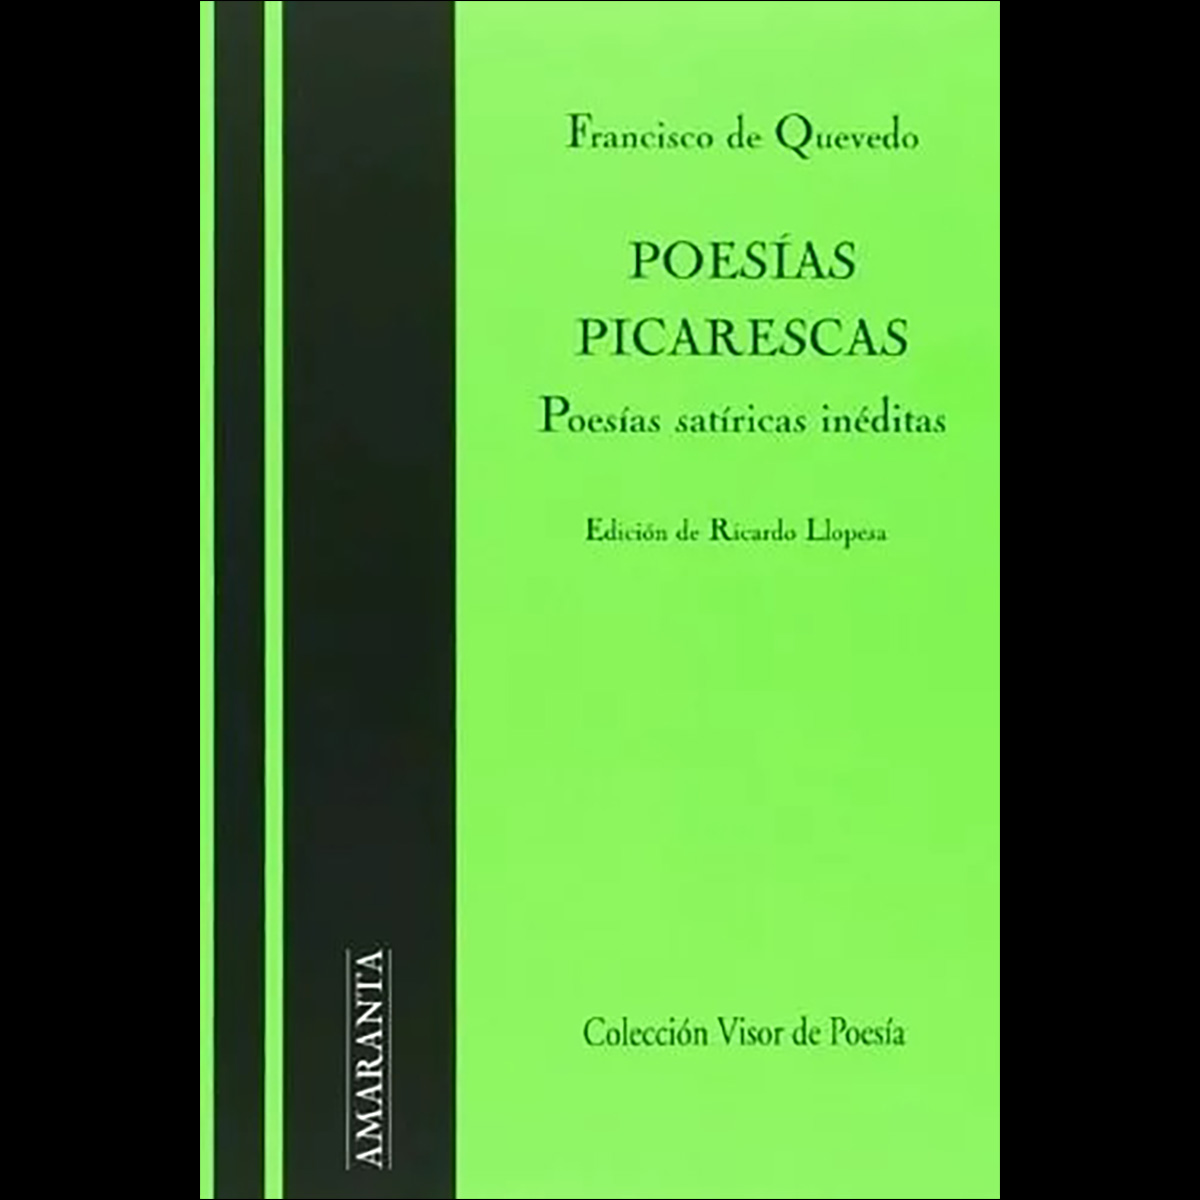 Francisco de Quevedo
POESÍAS
PICARESCAS
Poesías satíricas inéditas
Edición de Ricardo Llopesa
Colección Visor de Poesía
AMARANTA